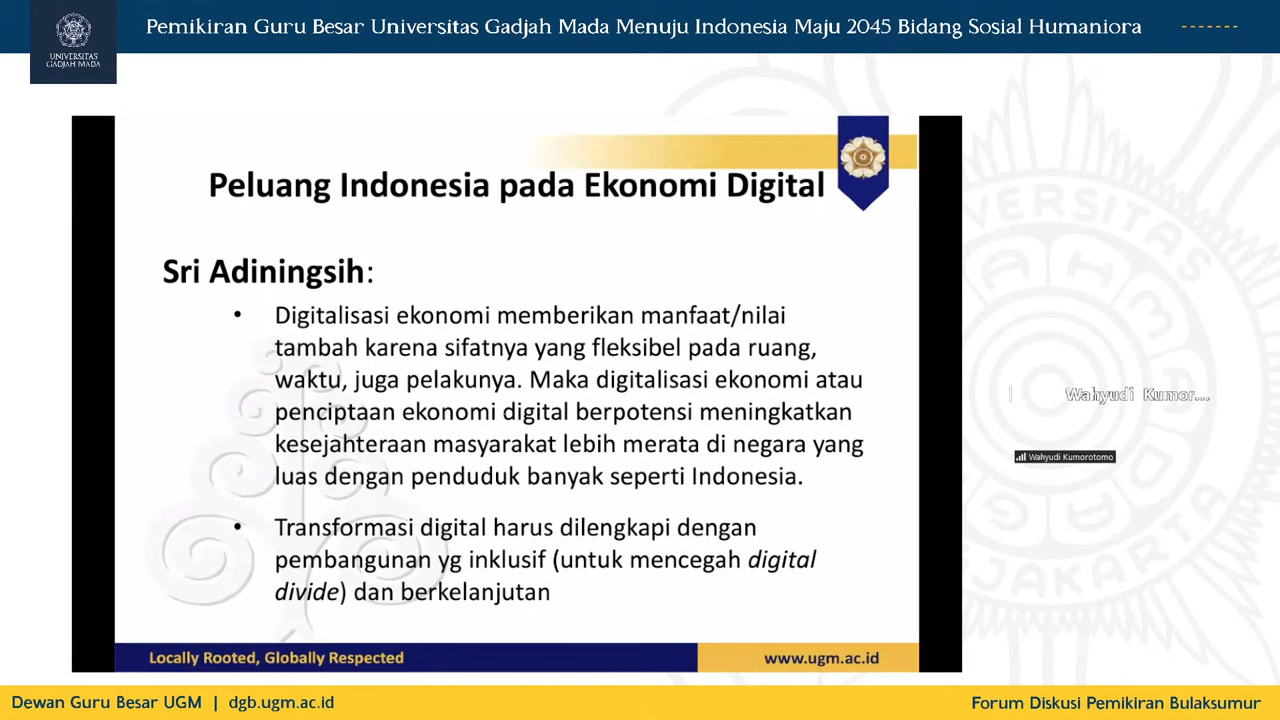 Pemikiran Guru Besar Universitas Gadjah Mada Menuju Indonesia Maju 2045 Bidang Sosial Humaniora
UNIVERSITAS
GADJAH MADA
Peluang Indonesia pada Ekonomi Digital
Sri Adiningsih:
• Digitalisasi ekonomi memberikan manfaat/nilai
tambah karena sifatnya yang fleksibel pada ruang,
waktu, juga pelakunya. Maka digitalisasi ekonomi atau
penciptaan ekonomi digital berpotensi meningkatkan
kesejahteraan masyarakat lebih merata di negara yang
luas dengan penduduk banyak seperti Indonesia.
• Transformasi digital harus dilengkapi dengan
pembangunan yg inklusif (untuk mencegah digital
divide) dan berkelanjutan
Locally Rooted, Globally Respected
www.ugm.ac.id
Wahyudi Kumor...
Wahyudi Kumorotomo
Dewan Guru Besar UGM | dgb.ugm.ac.id
Forum Diskusi Pemikiran Bulaksumur